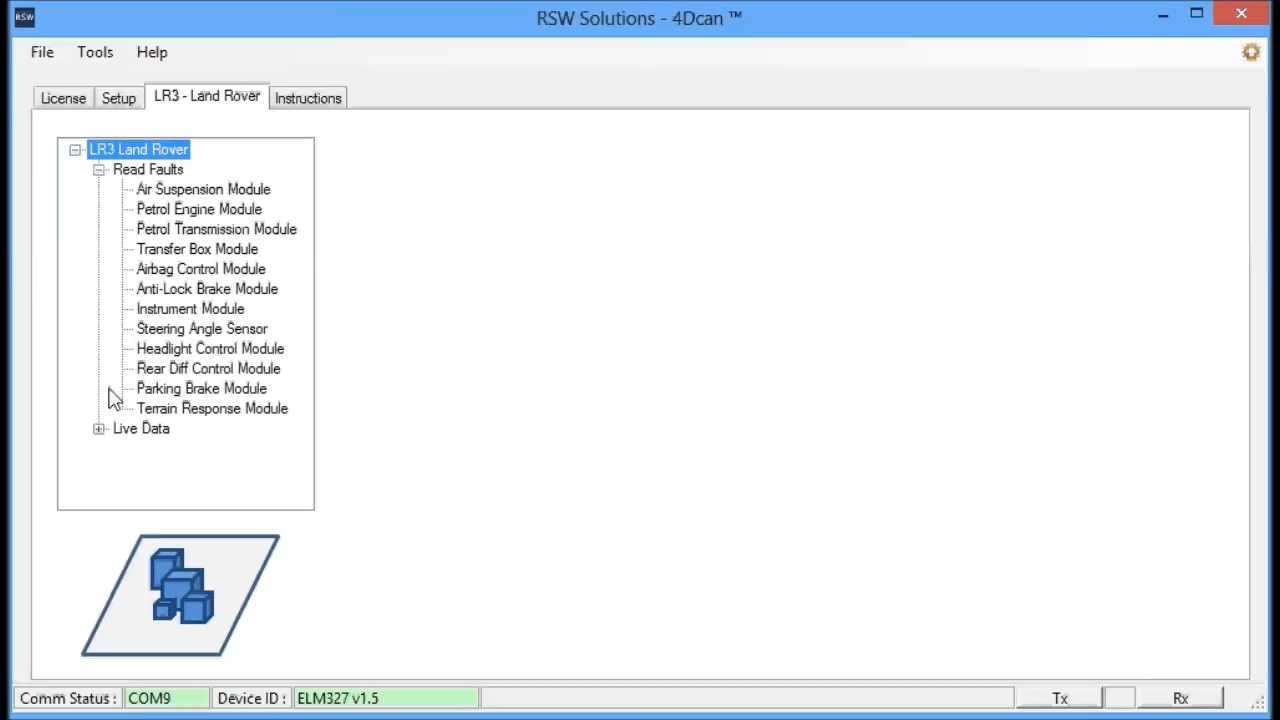 RSW
RSW Solutions - 4Dcan ™
File Tools Help
License Setup LR3 - Land Rover Instructions
LR3 Land Rover
Read Faults
Air Suspension Module
Petrol Engine Module
Petrol Transmission Module
Transfer Box Module
Airbag Control Module
Anti-Lock Brake Module
Instrument Module
Steering Angle Sensor
Headlight Control Module
Rear Diff Control Module
Parking Brake Module
Terrain Response Module
Live Data
Comm Status : COM9 Device ID : ELM327 v1.5 Tx Rx